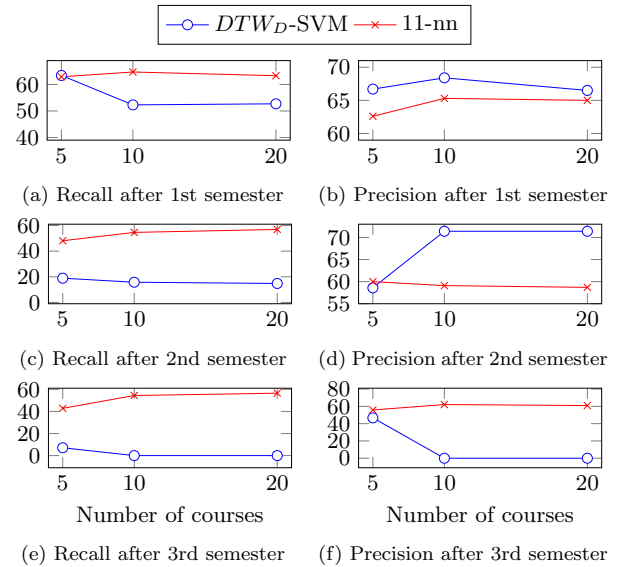 DTW_D-SVM 11-nn
60
50
40
5 10 20
(a) Recall after 1st semester
70
65
60
5 10 20
(b) Precision after 1st semester
60
40
20
0
5 10 20
(c) Recall after 2nd semester
70
65
60
55
5 10 20
(d) Precision after 2nd semester
60
40
20
0
5 10 20
Number of courses
(e) Recall after 3rd semester
80
60
40
20
0
5 10 20
Number of courses
(f) Precision after 3rd semester